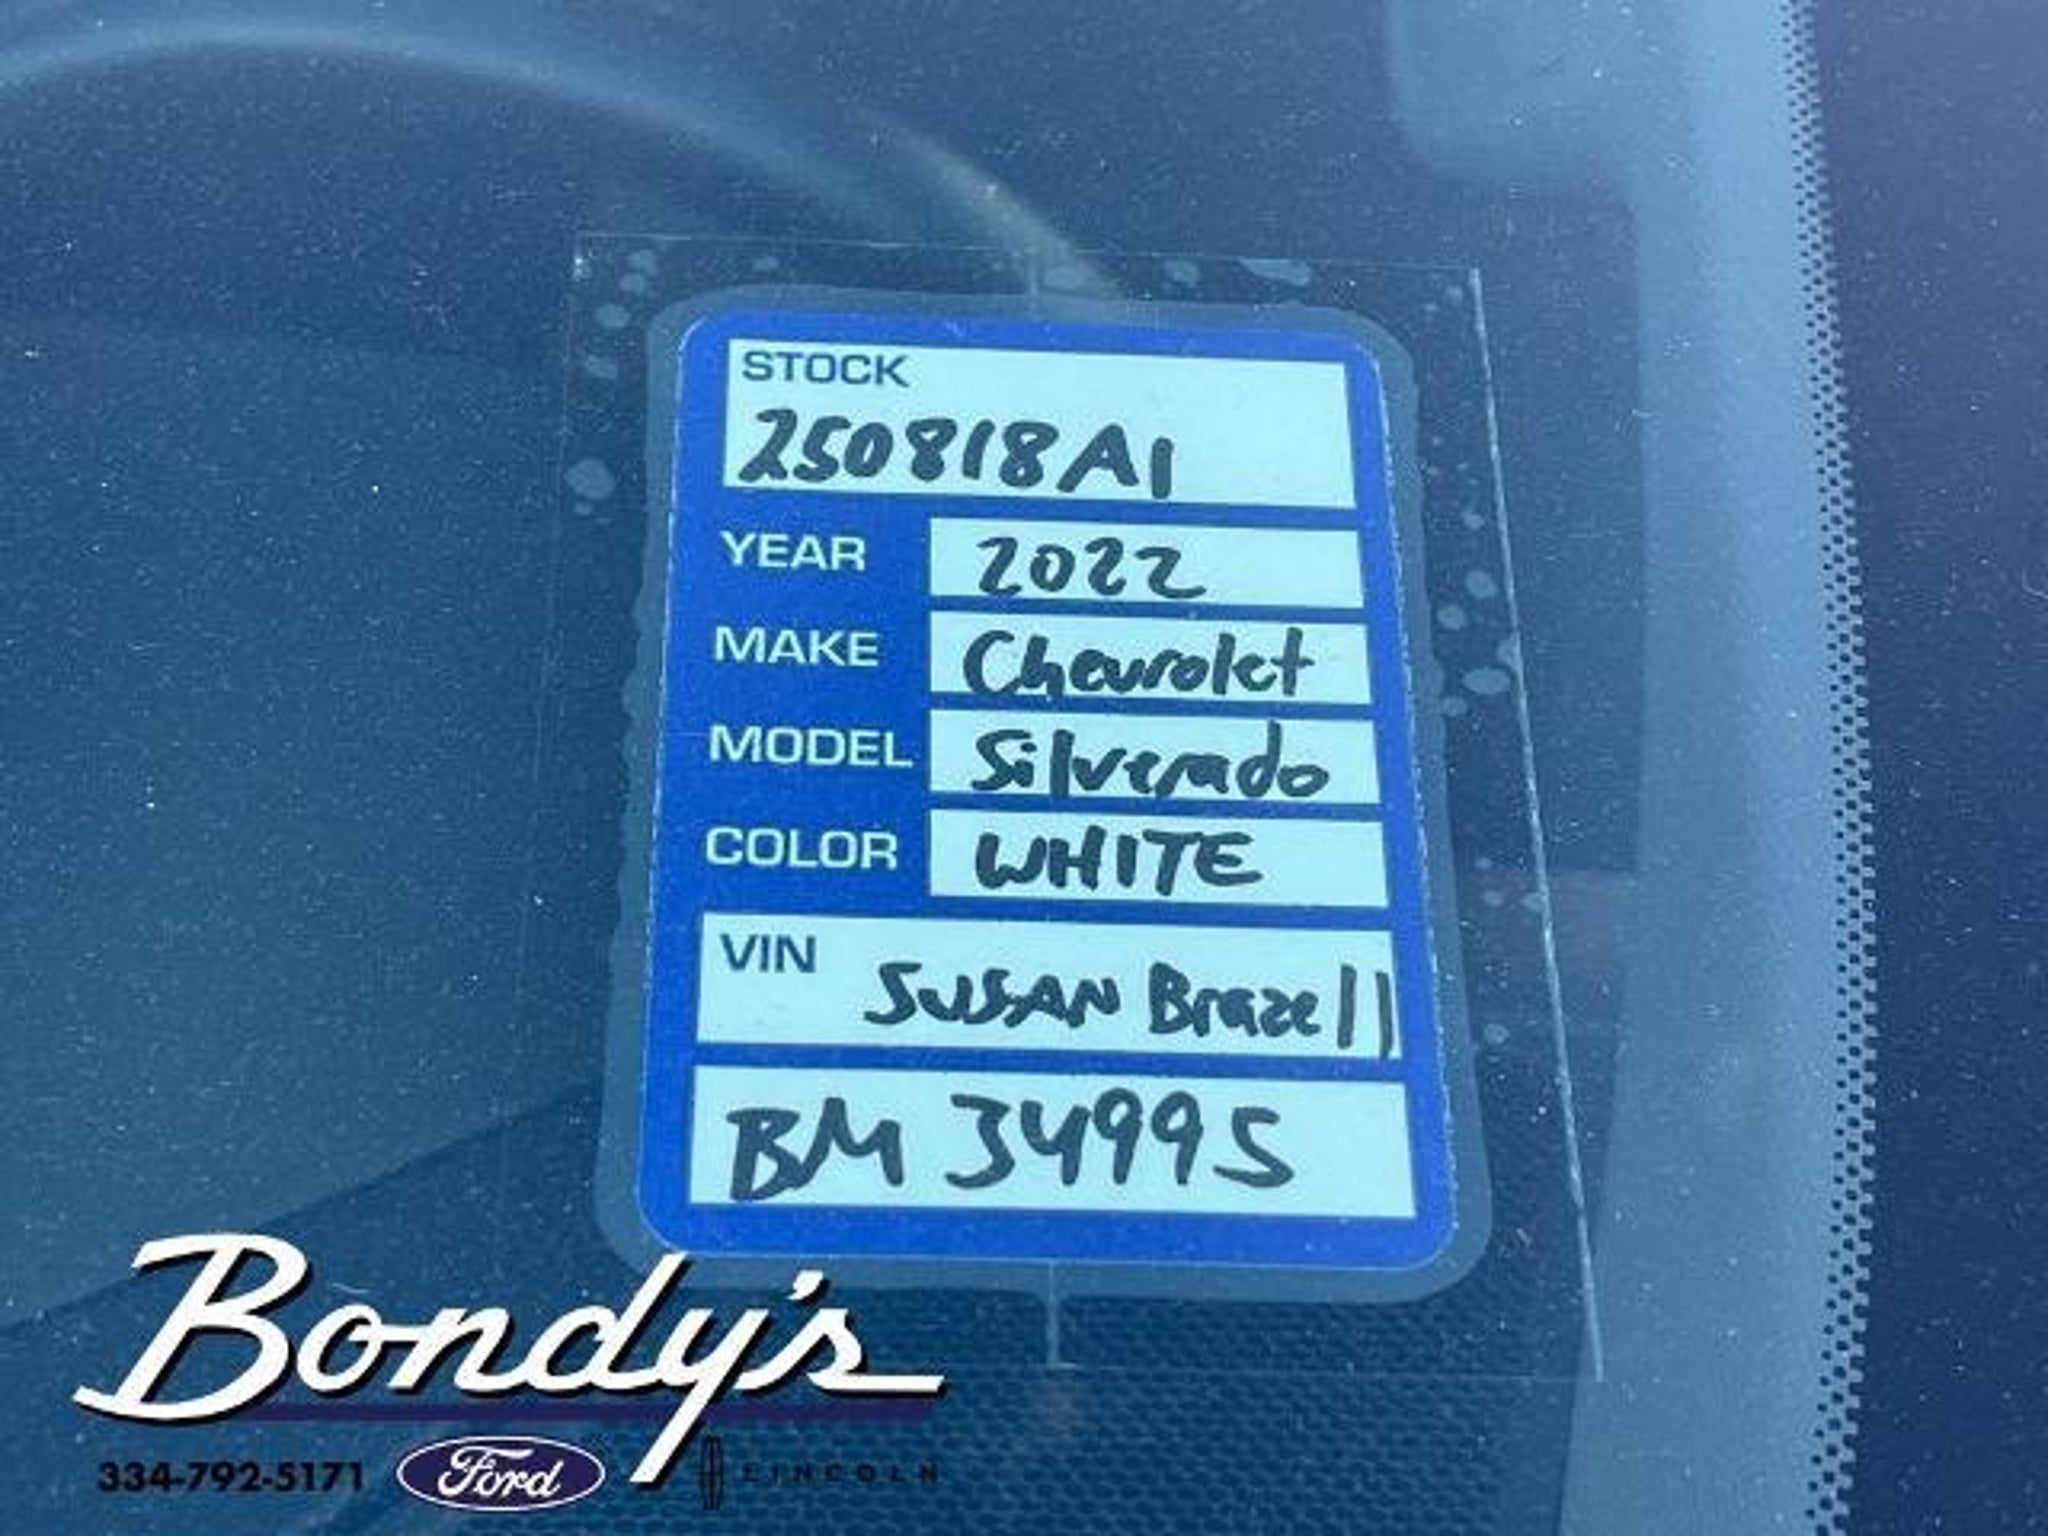 STOCK
250818A1
YEAR 2022
MAKE Chevrolet
MODEL Silverado
COLOR WHITE
VIN SUSAN Brazell
BM 34995
Bondy's
334-792-5171 Ford LINCOLN